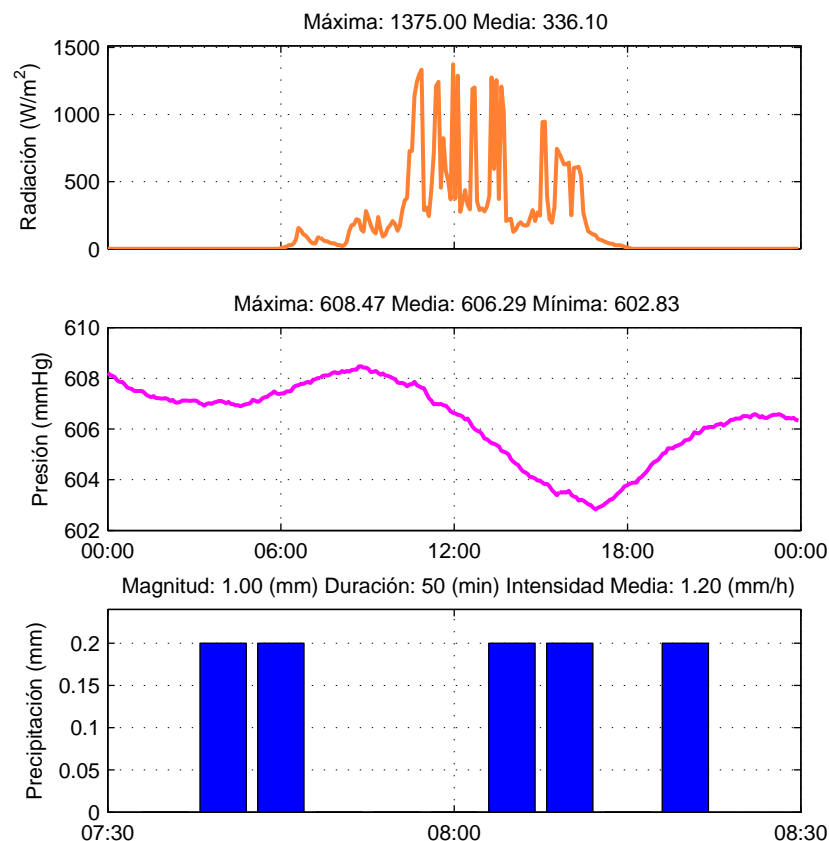 Máxima: 1375.00 Media: 336.10
1500
1000
500
0
Radiación (W/m²)
Máxima: 608.47 Media: 606.29 Mínima: 602.83
610
608
606
604
602
Presión (mmHg)
00:00 06:00 12:00 18:00 00:00
Magnitud: 1.00 (mm) Duración: 50 (min) Intensidad Media: 1.20 (mm/h)
0.2
0.15
0.1
0.05
0
Precipitación (mm)
07:30 08:00 08:30